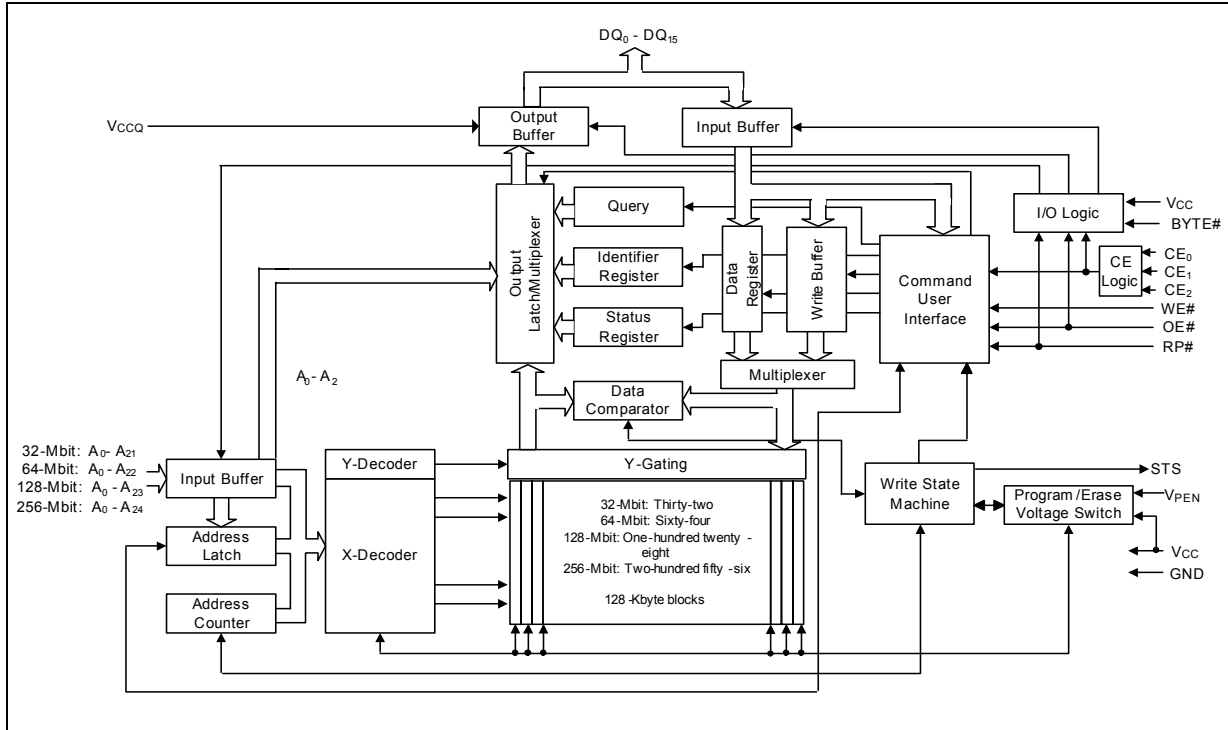 DQ0 - DQ15
VCCQ
Output
Buffer
Input Buffer
Output
Latch/Multiplexer
Query
Identifier
Register
Status
Register
Data
Register
Write Buffer
Command
User
Interface
I/O Logic
VCC
BYTE#
CE
Logic
CE0
CE1
CE2
WE#
OE#
RP#
Multiplexer
Data
Comparator
A0- A2
32-Mbit: A0- A21
64-Mbit: A0 - A22
128-Mbit: A0 - A23
256-Mbit: A0 - A24
Input Buffer
Address
Latch
Address
Counter
Y-Decoder
X-Decoder
Y-Gating
32-Mbit: Thirty-two
64-Mbit: Sixty-four
128-Mbit: One-hundred twenty -
eight
256-Mbit: Two-hundred fifty -six
128 -Kbyte blocks
Write State
Machine
Program /Erase
Voltage Switch
STS
VPEN
VCC
GND